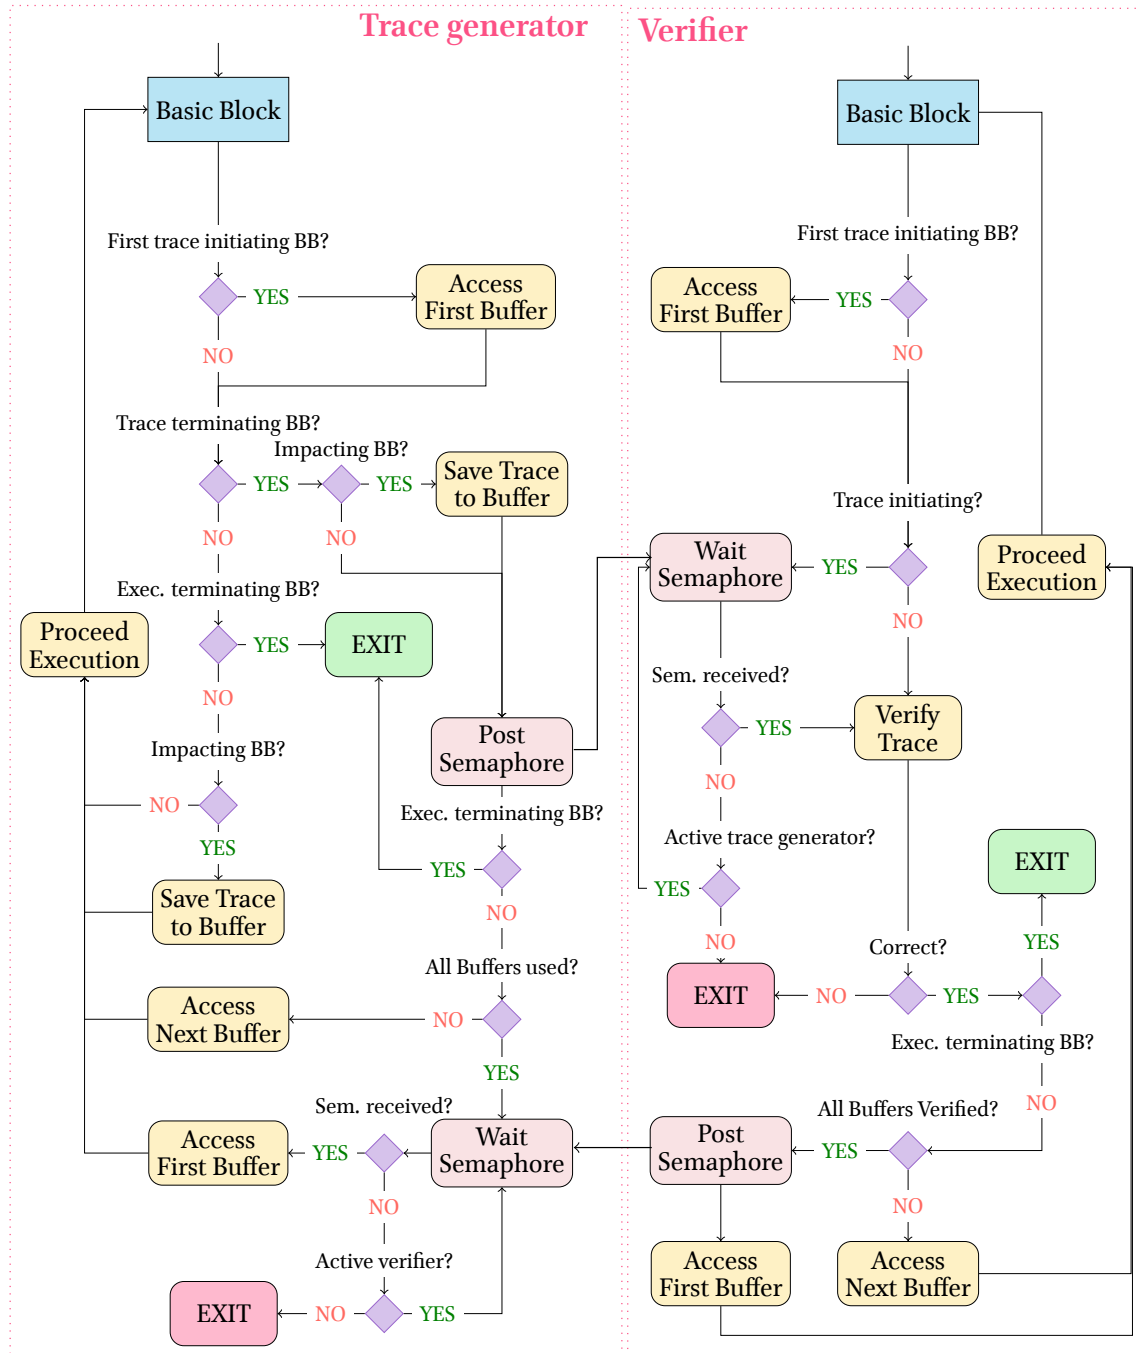 Trace generator
Basic Block
First trace initiating BB?
YES
Access
First Buffer
NO
Trace terminating BB?
Impacting BB?
YES
YES
Save Trace
to Buffer
NO
NO
Exec. terminating BB?
Proceed
Execution
YES
EXIT
NO
Impacting BB?
Post
Semaphore
NO
YES
Exec. terminating BB?
YES
Save Trace
to Buffer
NO
All Buffers used?
Access
Next Buffer
NO
YES
Sem. received?
Wait
Semaphore
YES
Access
First Buffer
NO
Active verifier?
EXIT
NO
YES
Verifier
Basic Block
First trace initiating BB?
Access
First Buffer
YES
NO
Trace initiating?
Wait
Semaphore
YES
Proceed
Execution
NO
Sem. received?
YES
Verify
Trace
NO
Active trace generator?
YES
EXIT
NO
YES
Correct?
EXIT
NO
YES
Exec. terminating BB?
NO
All Buffers Verified?
Post
Semaphore
YES
NO
Access
First Buffer
Access
Next Buffer